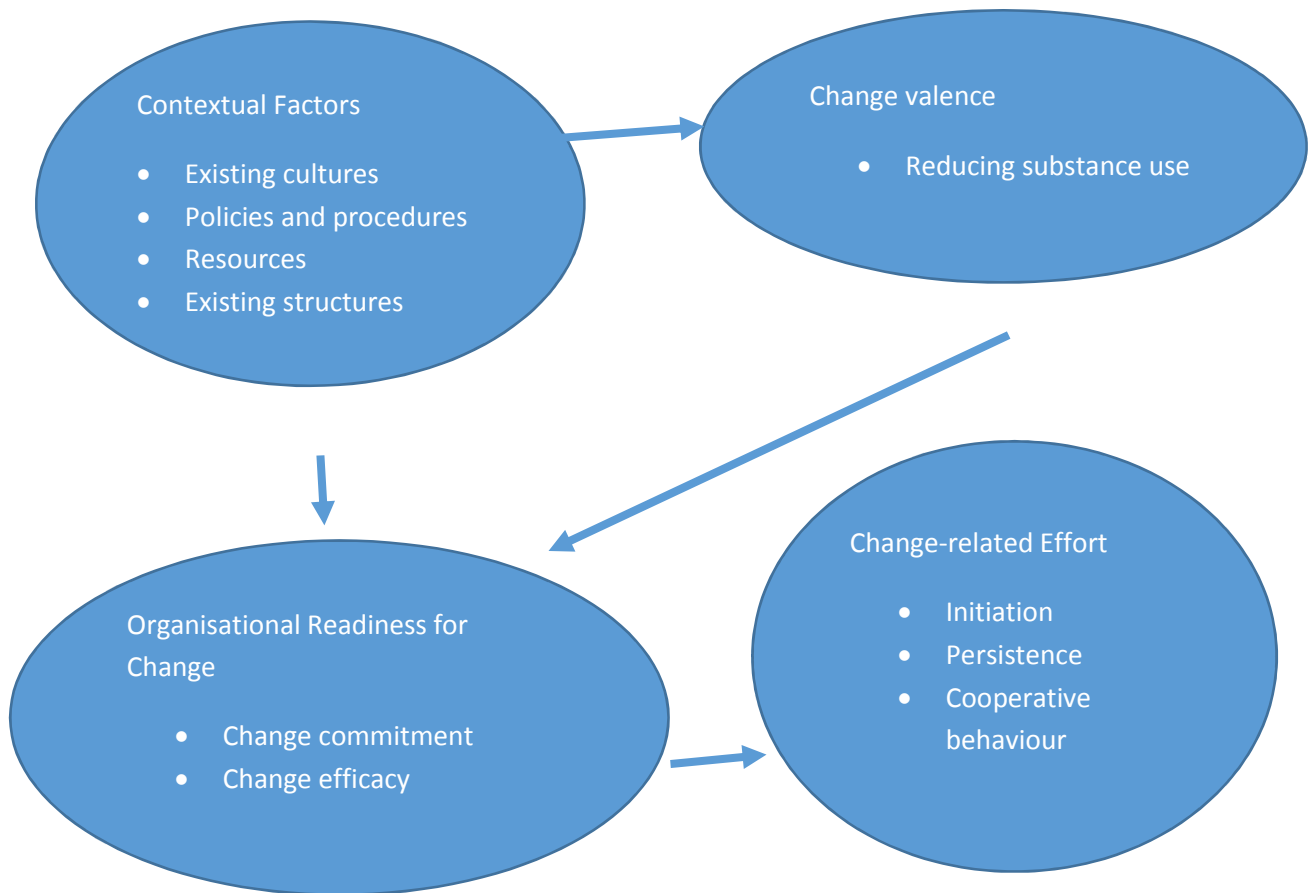 Contextual Factors
• Existing cultures
• Policies and procedures
• Resources
• Existing structures
Change valence
• Reducing substance use
Organisational Readiness for
Change
• Change commitment
• Change efficacy
Change-related Effort
• Initiation
• Persistence
• Cooperative
behaviour